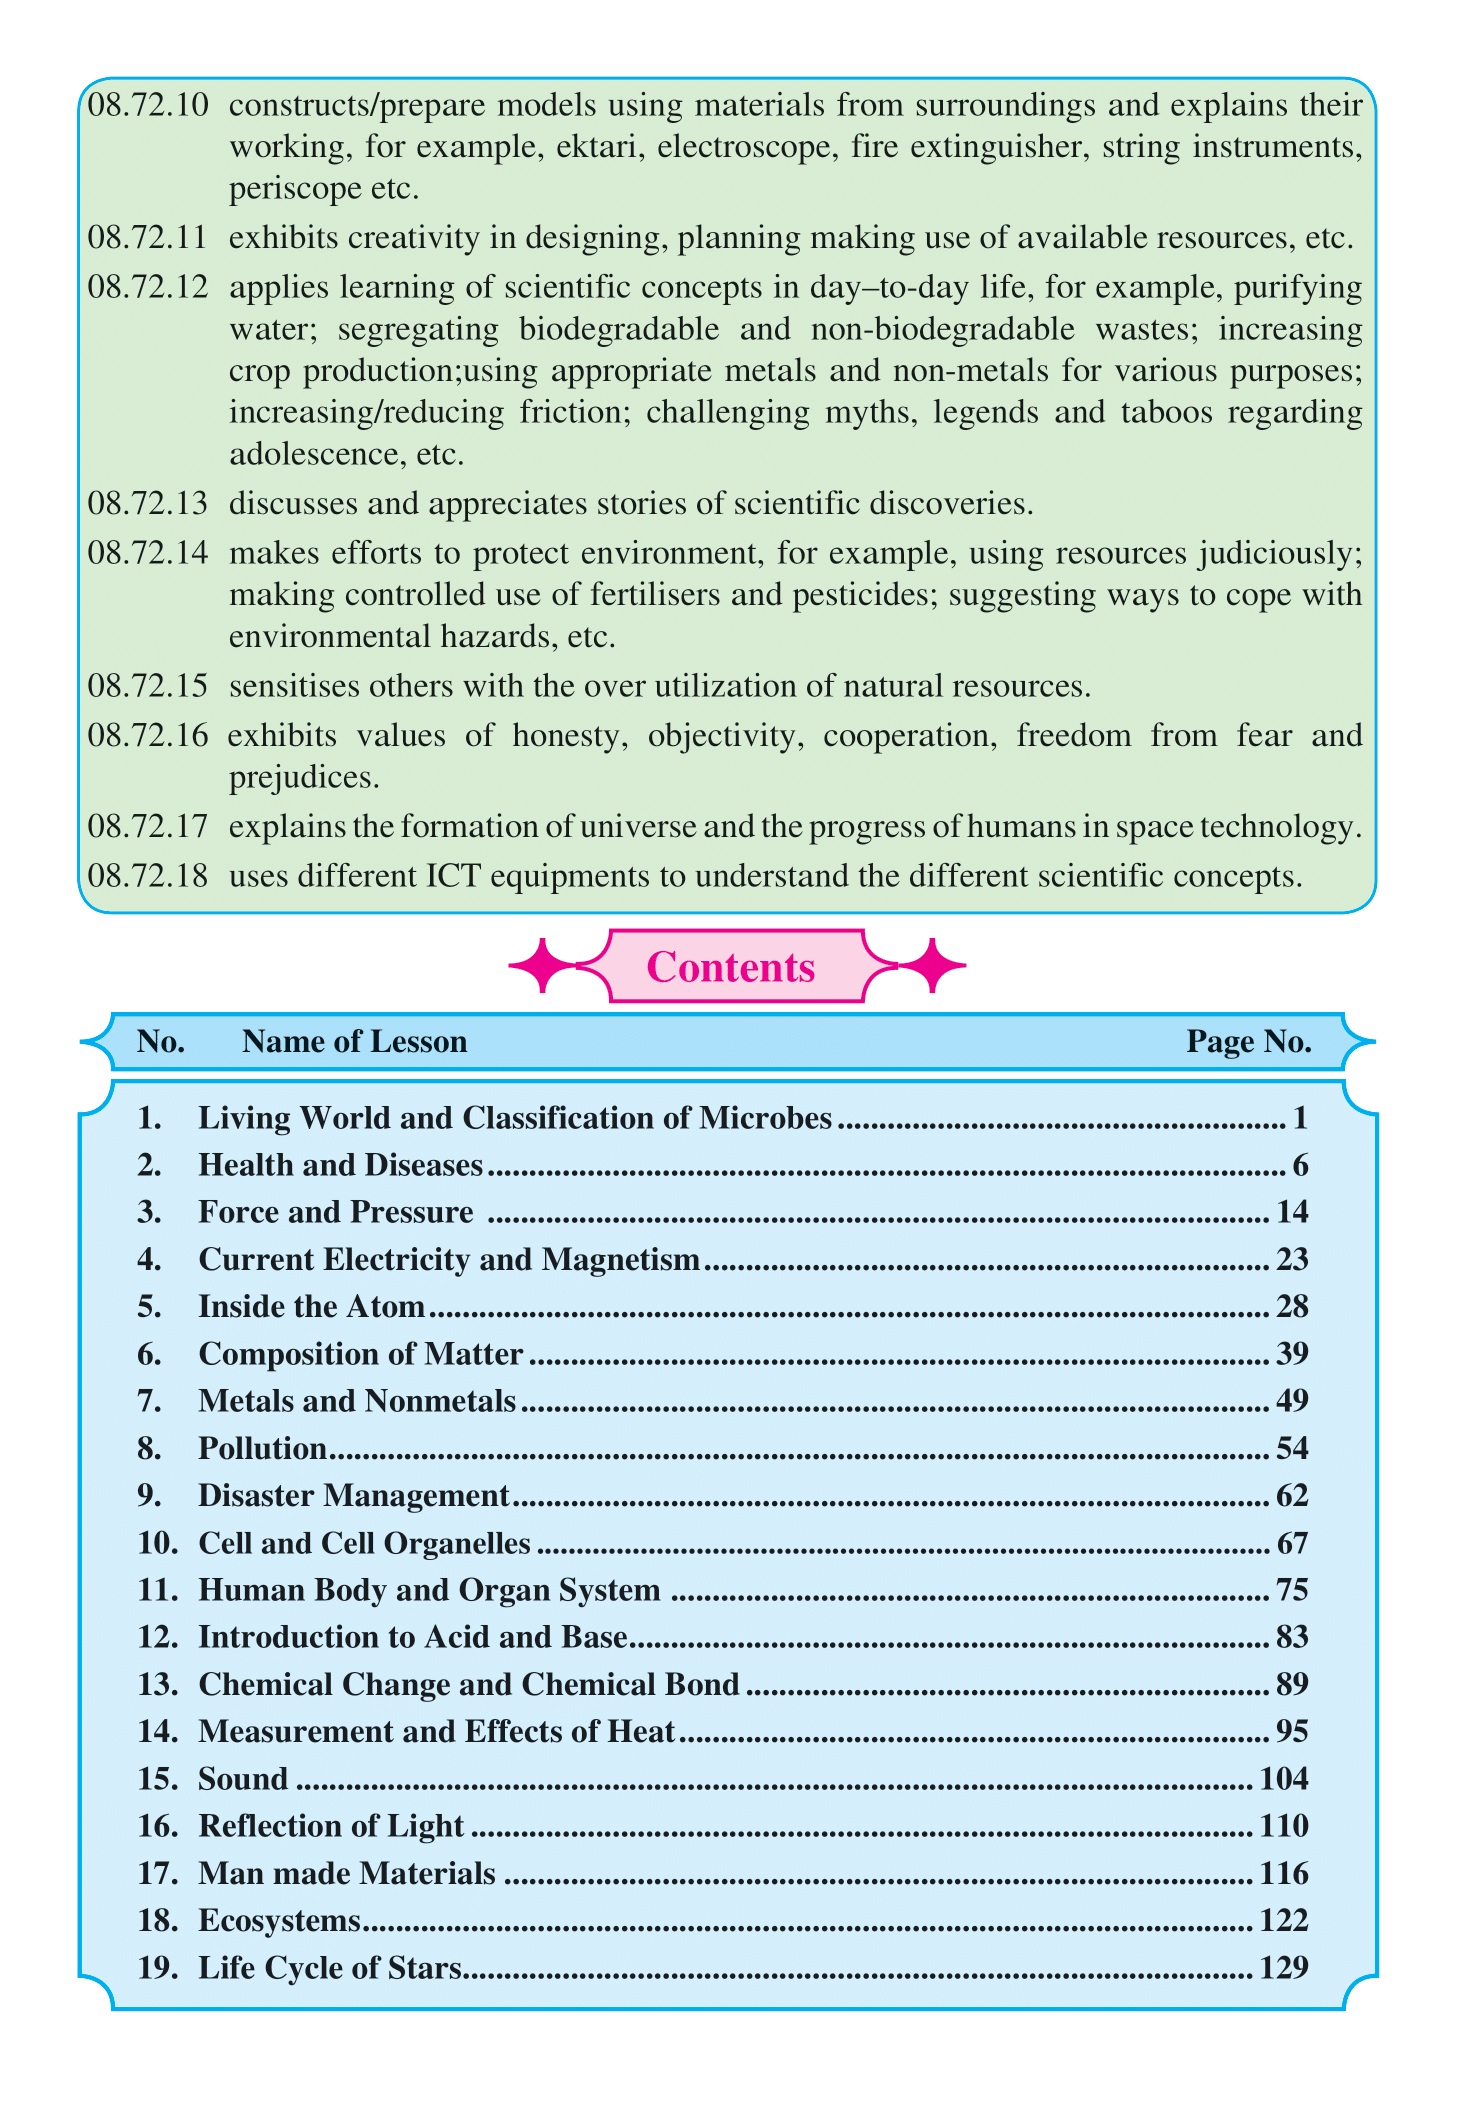 08.72.10 constructs/prepare models using materials from surroundings and explains their
working, for example, ektari, electroscope, fire extinguisher, string instruments,
periscope etc.
08.72.11 exhibits creativity in designing, planning making use of available resources, etc.
08.72.12 applies learning of scientific concepts in day–to-day life, for example, purifying
water; segregating biodegradable and non-biodegradable wastes; increasing
crop production;using appropriate metals and non-metals for various purposes;
increasing/reducing friction; challenging myths, legends and taboos regarding
adolescence, etc.
08.72.13 discusses and appreciates stories of scientific discoveries.
08.72.14 makes efforts to protect environment, for example, using resources judiciously;
making controlled use of fertilisers and pesticides; suggesting ways to cope with
environmental hazards, etc.
08.72.15 sensitises others with the over utilization of natural resources.
08.72.16 exhibits values of honesty, objectivity, cooperation, freedom from fear and
prejudices.
08.72.17 explains the formation of universe and the progress of humans in space technology.
08.72.18 uses different ICT equipments to understand the different scientific concepts.
Contents
No. Name of Lesson Page No.
1. Living World and Classification of Microbes ...................................................... 1
2. Health and Diseases ................................................................................................ 6
3. Force and Pressure .............................................................................................. 14
4. Current Electricity and Magnetism .................................................................... 23
5. Inside the Atom ..................................................................................................... 28
6. Composition of Matter ......................................................................................... 39
7. Metals and Nonmetals .......................................................................................... 49
8. Pollution ................................................................................................................. 54
9. Disaster Management ........................................................................................... 62
10. Cell and Cell Organelles ........................................................................................ 67
11. Human Body and Organ System ........................................................................ 75
12. Introduction to Acid and Base ............................................................................. 83
13. Chemical Change and Chemical Bond ............................................................... 89
14. Measurement and Effects of Heat ....................................................................... 95
15. Sound ................................................................................................................... 104
16. Reflection of Light .............................................................................................. 110
17. Man made Materials .......................................................................................... 116
18. Ecosystems ........................................................................................................... 122
19. Life Cycle of Stars ............................................................................................... 129